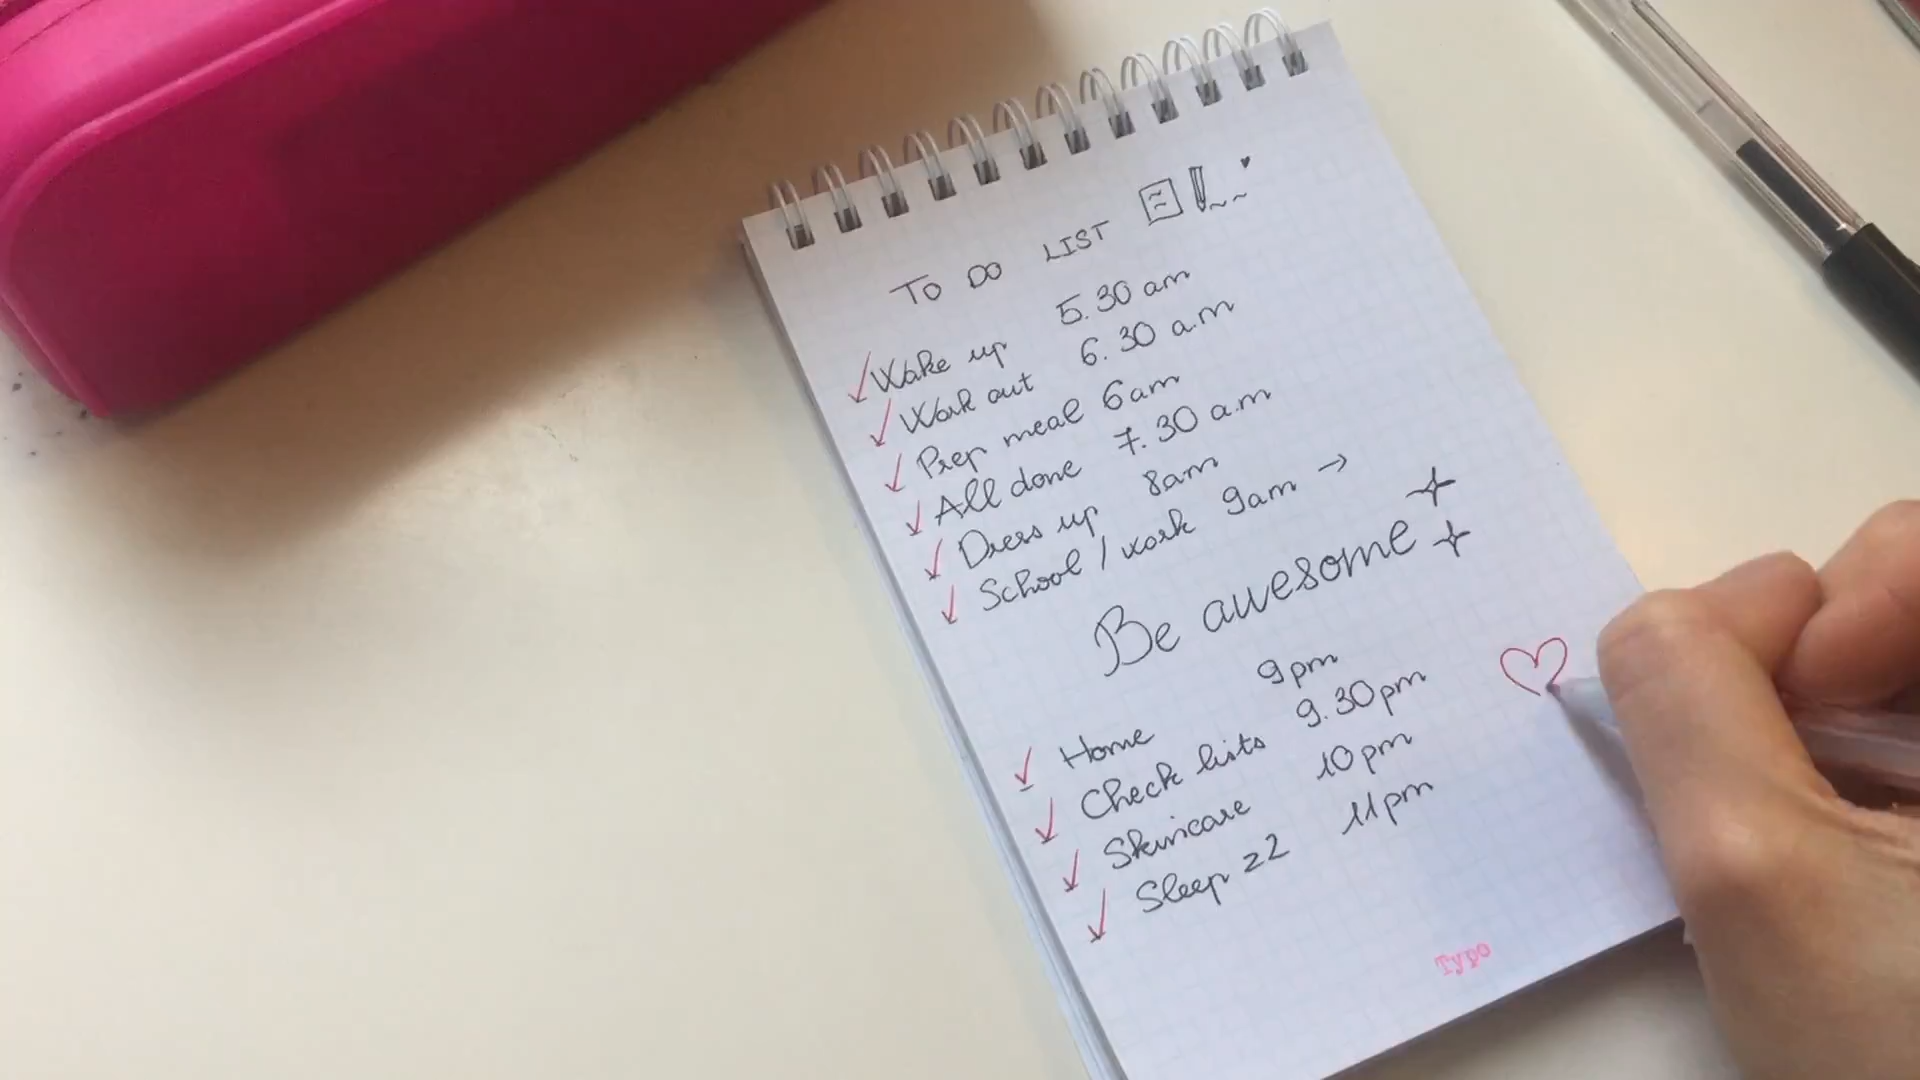 TO DO LIST
Wake up 5.30 am
Work out 6.30 a.m
Prep meal 6am
All done 7.30 a.m
Dress up 8am
School / work 9am →
Be awesome
Home 9pm
Check lists 9.30pm
Skincare 10pm
Sleep zz 11pm
Typo